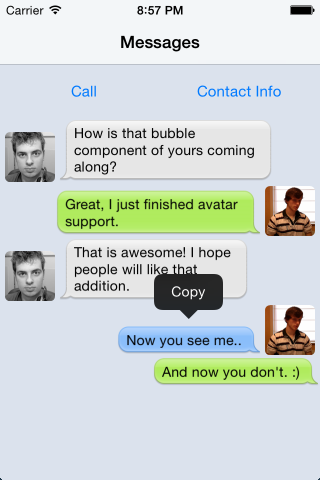 Carrier 8:57 PM
Messages
Call Contact Info
How is that bubble
component of yours coming
along?
Great, I just finished avatar
support.
That is awesome! I hope
people will like that
addition.
Copy
Now you see me..
And now you don't. :)